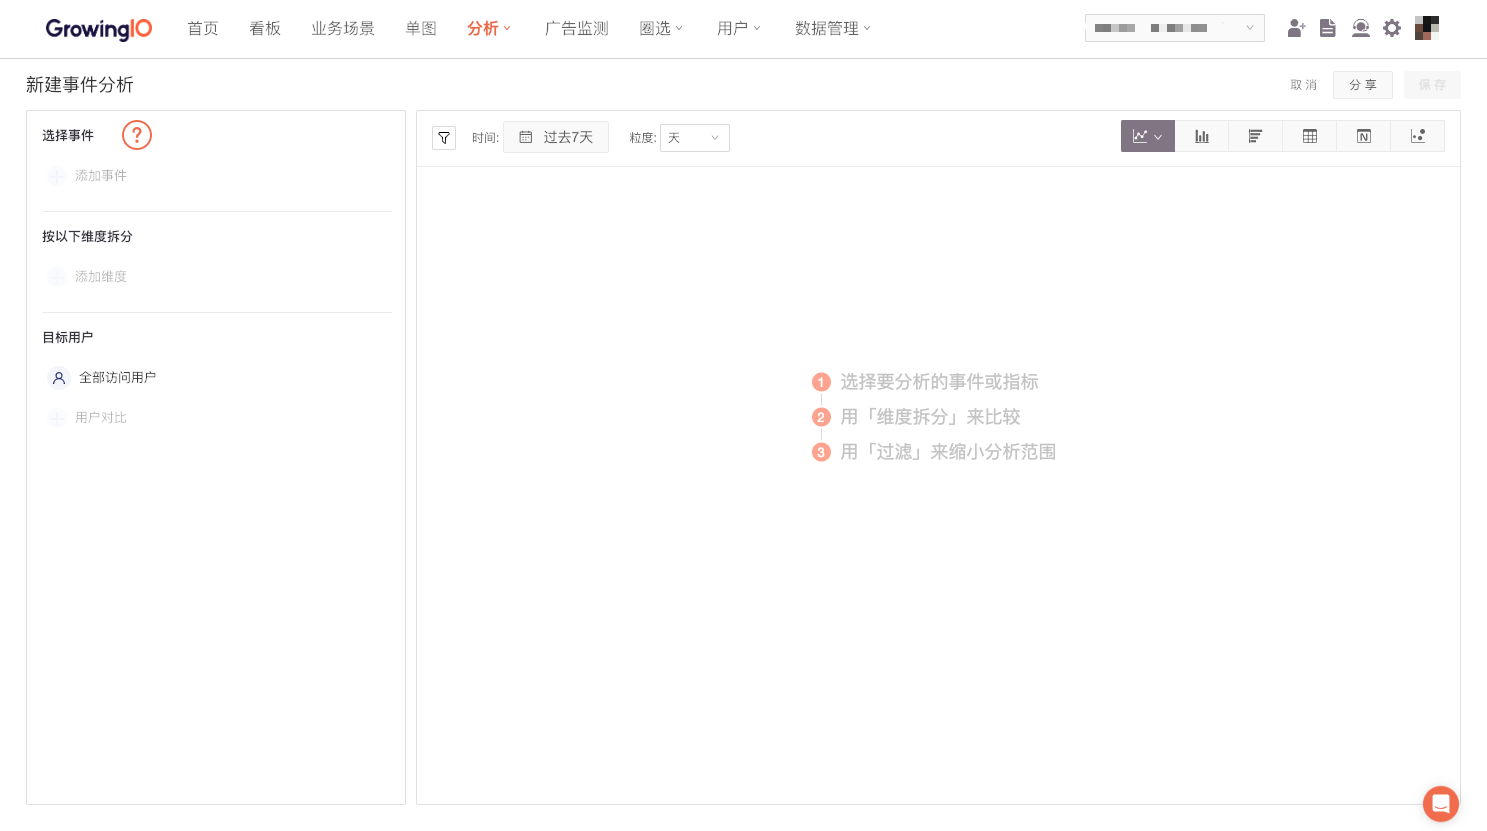 GrowingIO 首页 看板 业务场景 单图 分析 广告监测 圈选 用户 数据管理
新建事件分析 取消 分享 保存
选择事件 ?
添加事件
按以下维度拆分
添加维度
目标用户
全部访问用户
用户对比
时间: 过去7天 粒度: 天 N
1 选择要分析的事件或指标
2 用「维度拆分」来比较
3 用「过滤」来缩小分析范围